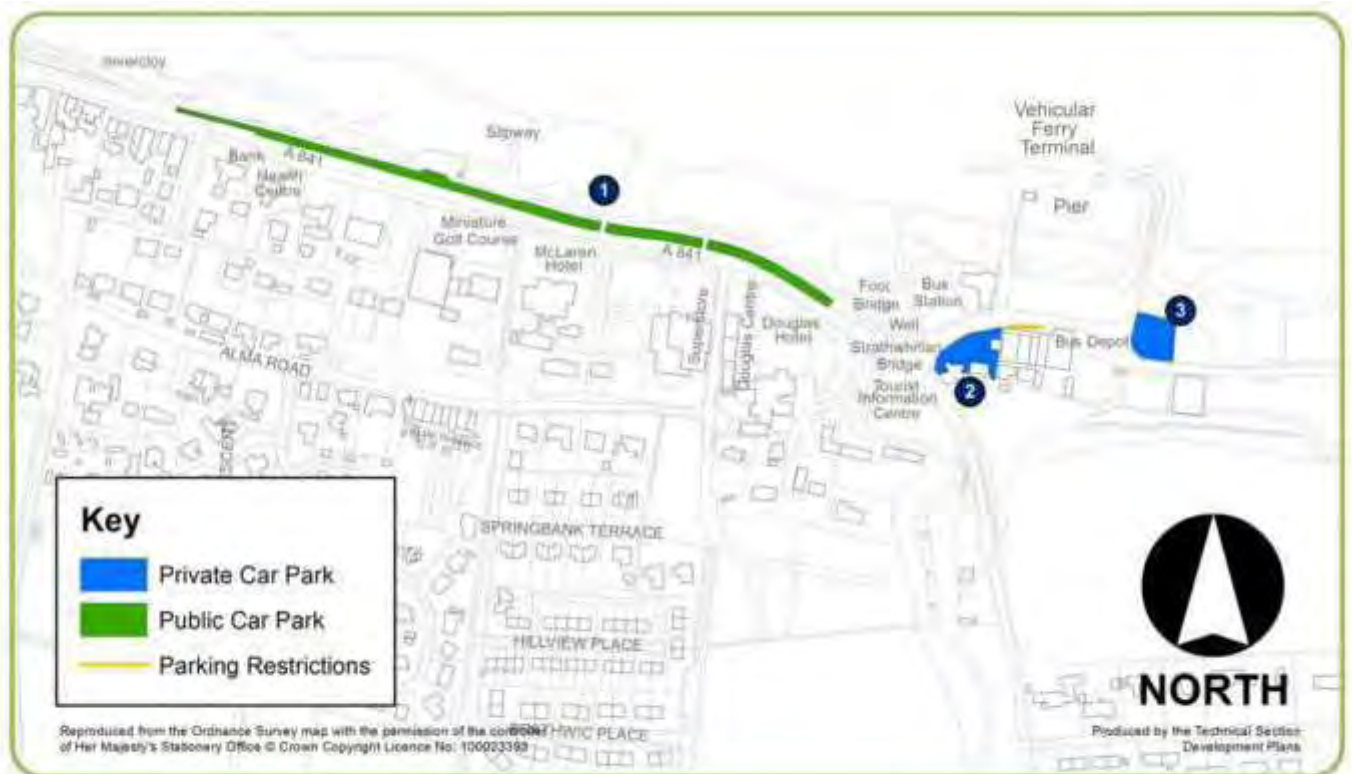 Invercloy
Vehicular
Ferry
Terminal
Slipway
1
Pier
Bank
A 841
Health
Centre
Miniature
Golf Course
McLaren
Hotel
A 841
Superstore
Douglas Centre
Douglas
Hotel
Foot
Bridge
Bus
Station
Well
Strathwhillan
Bridge
Tourist
Information
Centre
2
Bus Depot
3
ALMA ROAD
SPRINGBANK TERRACE
HILLVIEW PLACE
PLACE
Key
Private Car Park
Public Car Park
Parking Restrictions
NORTH
Reproduced from the Ordnance Survey map with the permission of the controller
of Her Majesty's Stationery Office © Crown Copyright Licence No: 100023393
Produced by the Technical Section
Development Plans